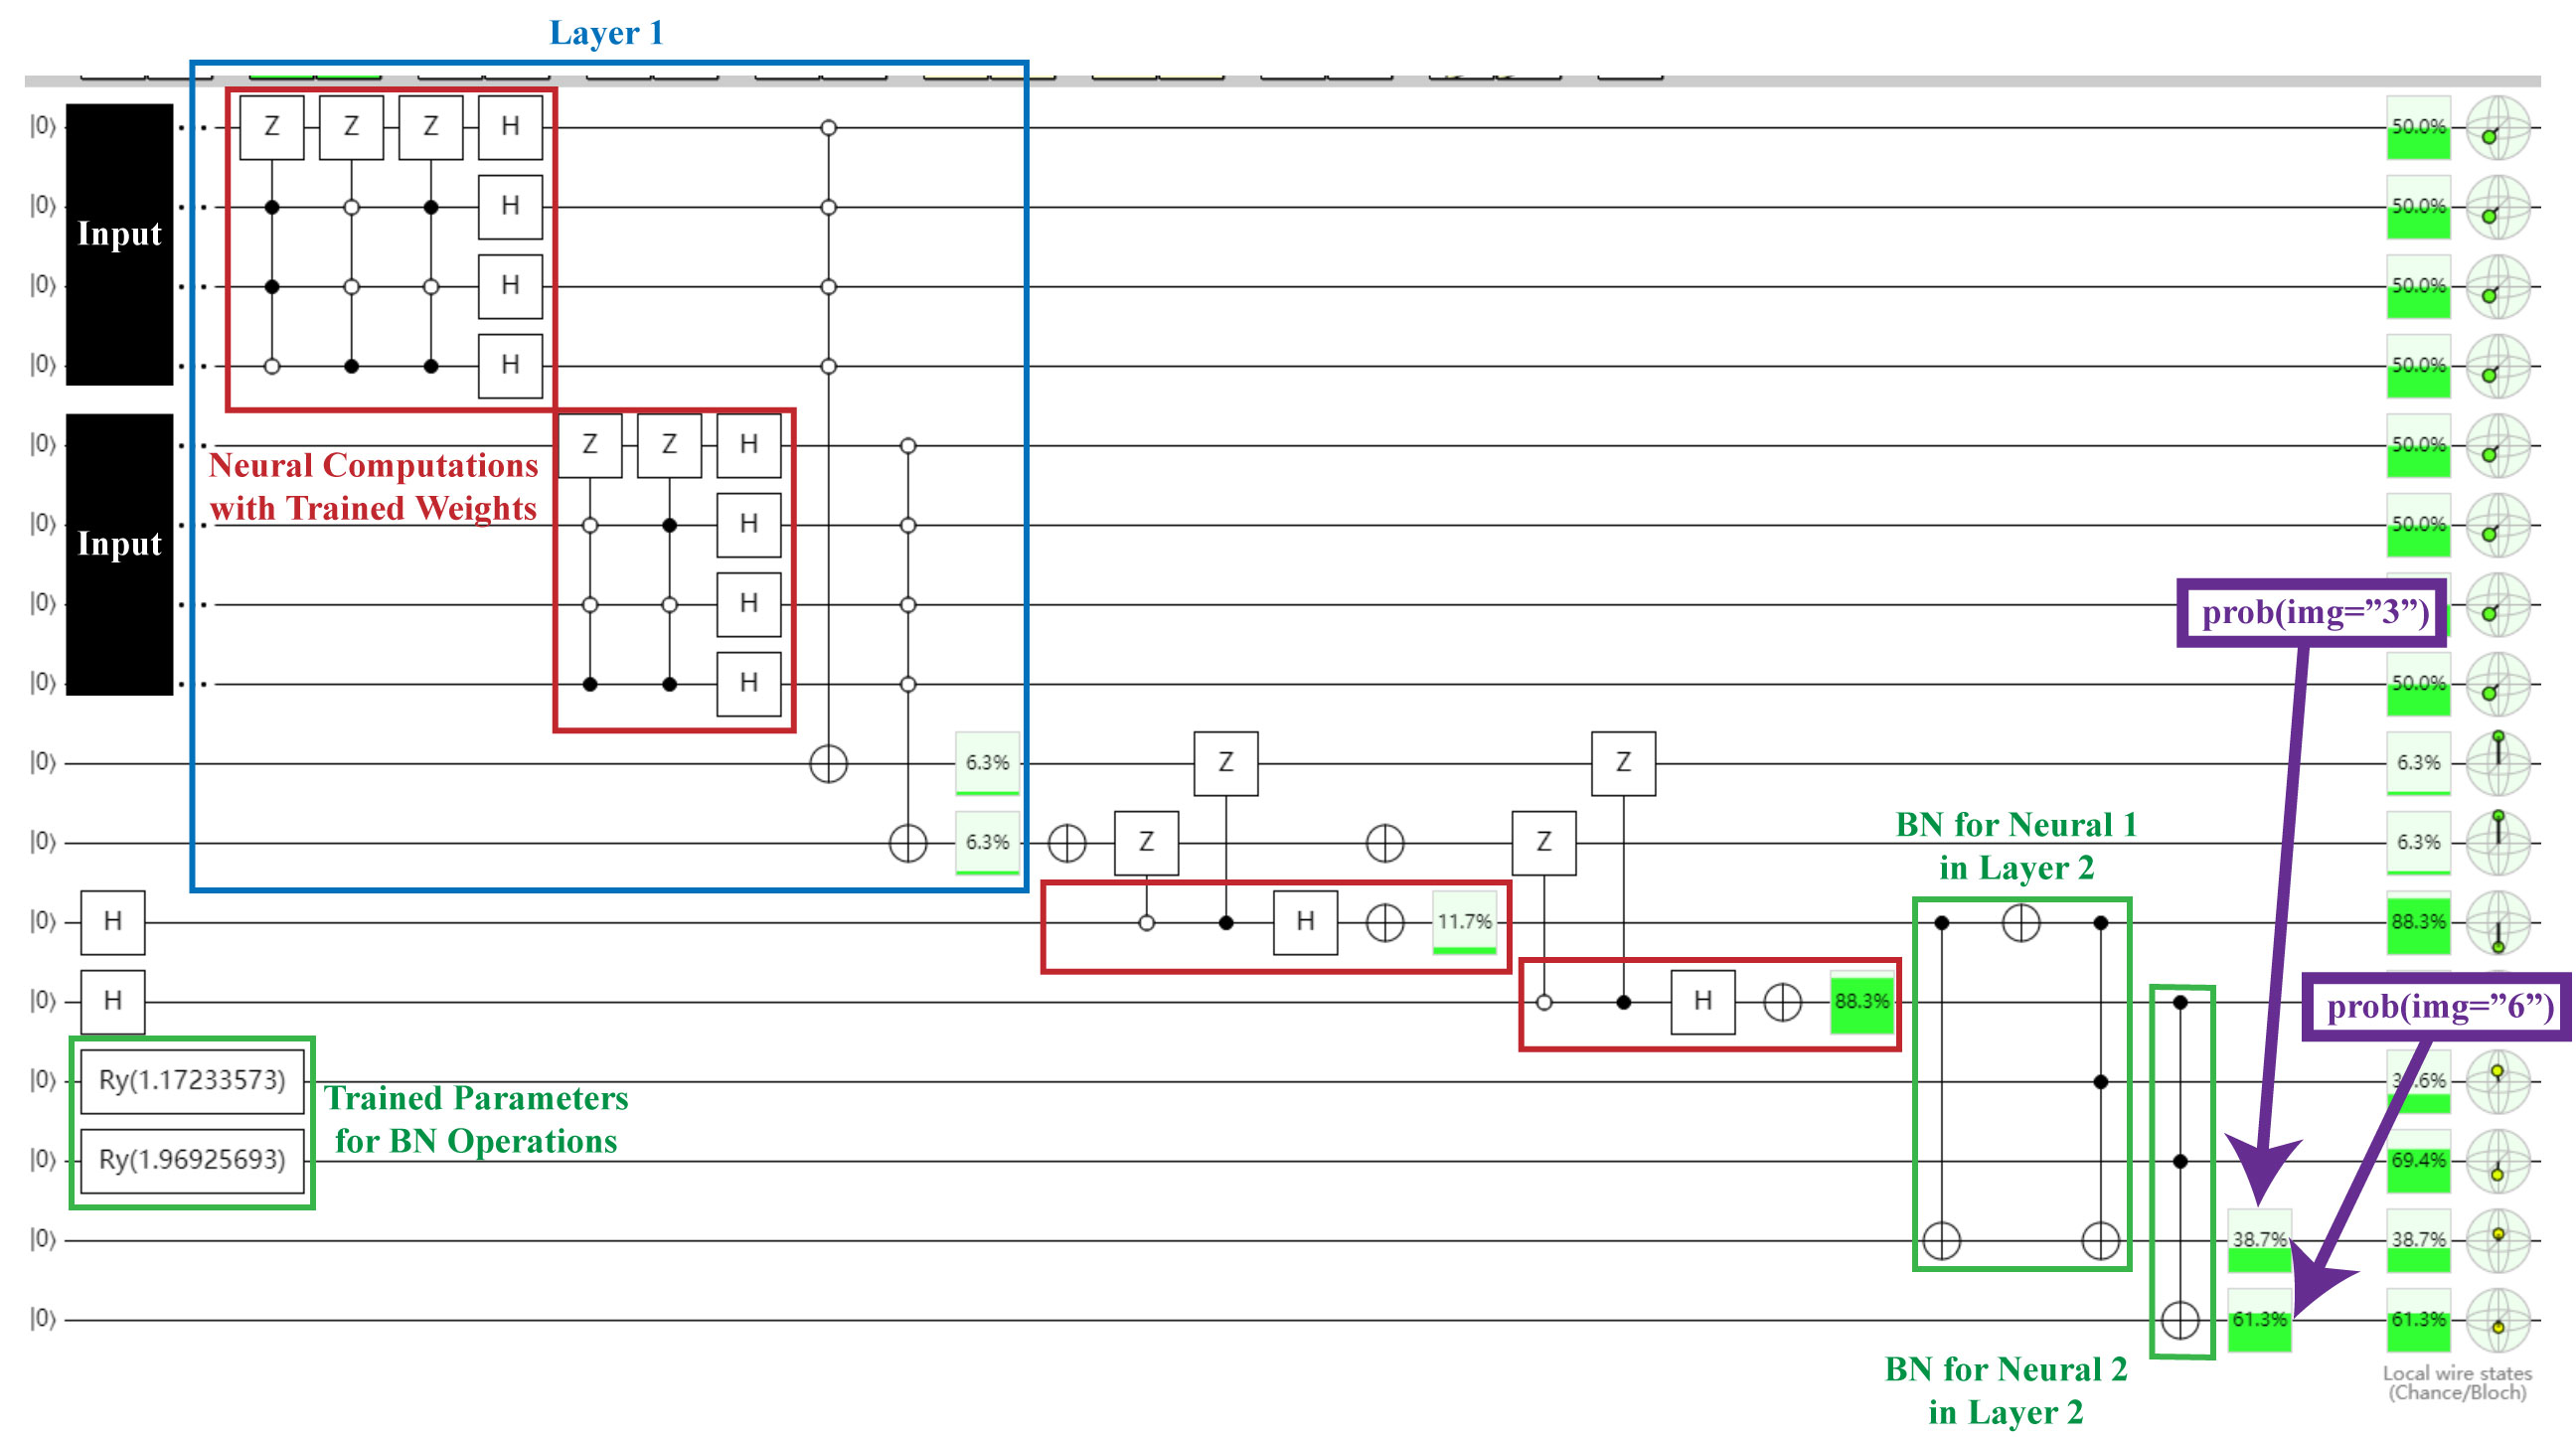 Layer 1
|0⟩ Z Z Z H 50.0%
|0⟩ H 50.0%
Input
|0⟩ H 50.0%
|0⟩ H 50.0%
|0⟩ Z Z H 50.0%
Neural Computations
with Trained Weights
|0⟩ H 50.0%
Input
|0⟩ H
prob(img=”3”)
|0⟩ H 50.0%
|0⟩ 6.3% Z Z 6.3%
|0⟩ 6.3% Z Z 6.3%
BN for Neural 1
in Layer 2
|0⟩ H H 11.7% 88.3%
|0⟩ H H 88.3%
prob(img=”6”)
|0⟩ Ry(1.17233573)
Trained Parameters
for BN Operations
|0⟩ Ry(1.96925693) 69.4%
|0⟩ 38.7% 38.7%
|0⟩ 61.3% 61.3%
BN for Neural 2
in Layer 2
Local wire states
(Chance/Bloch)